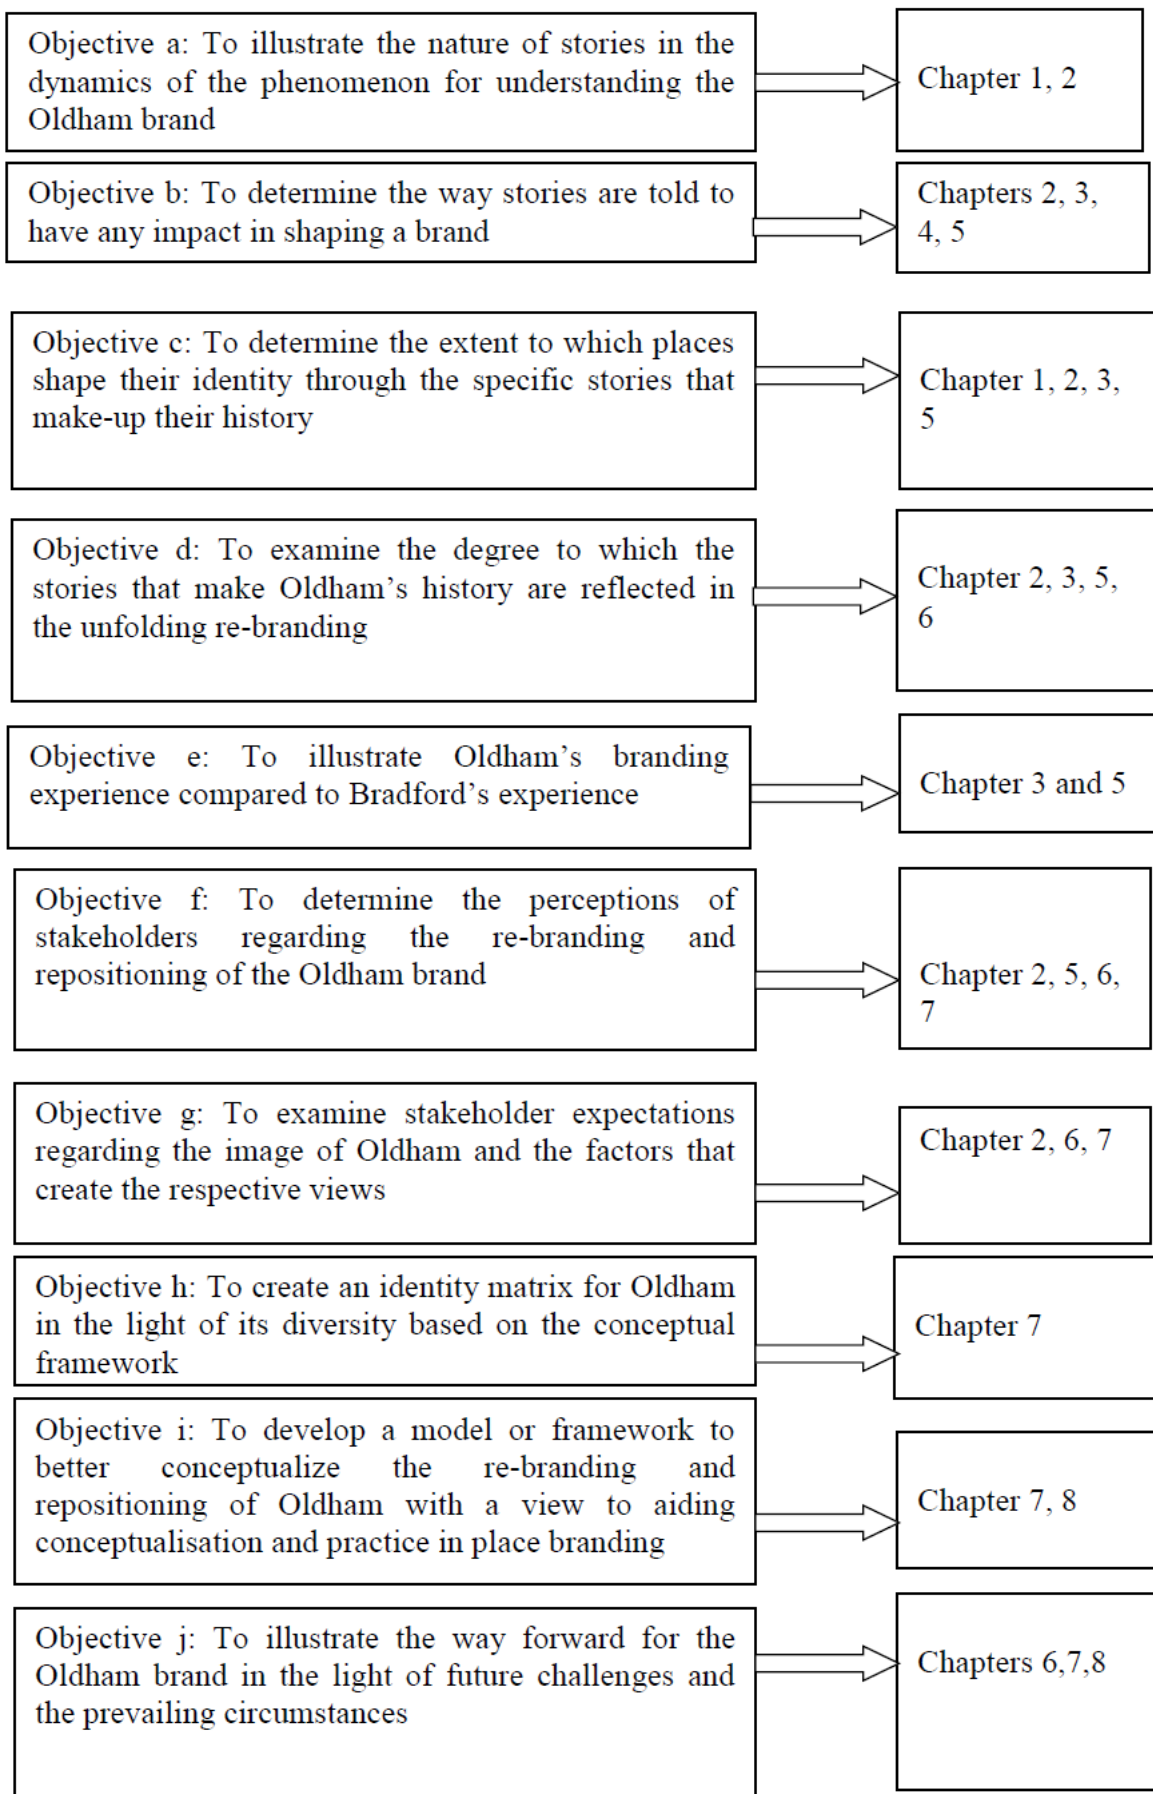 Objective a: To illustrate the nature of stories in the
dynamics of the phenomenon for understanding the
Oldham brand
Chapter 1, 2
Objective b: To determine the way stories are told to
have any impact in shaping a brand
Chapters 2, 3,
4, 5
Objective c: To determine the extent to which places
shape their identity through the specific stories that
make-up their history
Chapter 1, 2, 3,
5
Objective d: To examine the degree to which the
stories that make Oldham’s history are reflected in
the unfolding re-branding
Chapter 2, 3, 5,
6
Objective e: To illustrate Oldham’s branding
experience compared to Bradford’s experience
Chapter 3 and 5
Objective f: To determine the perceptions of
stakeholders regarding the re-branding and
repositioning of the Oldham brand
Chapter 2, 5, 6,
7
Objective g: To examine stakeholder expectations
regarding the image of Oldham and the factors that
create the respective views
Chapter 2, 6, 7
Objective h: To create an identity matrix for Oldham
in the light of its diversity based on the conceptual
framework
Chapter 7
Objective i: To develop a model or framework to
better conceptualize the re-branding and
repositioning of Oldham with a view to aiding
conceptualisation and practice in place branding
Chapter 7, 8
Objective j: To illustrate the way forward for the
Oldham brand in the light of future challenges and
the prevailing circumstances
Chapters 6,7,8